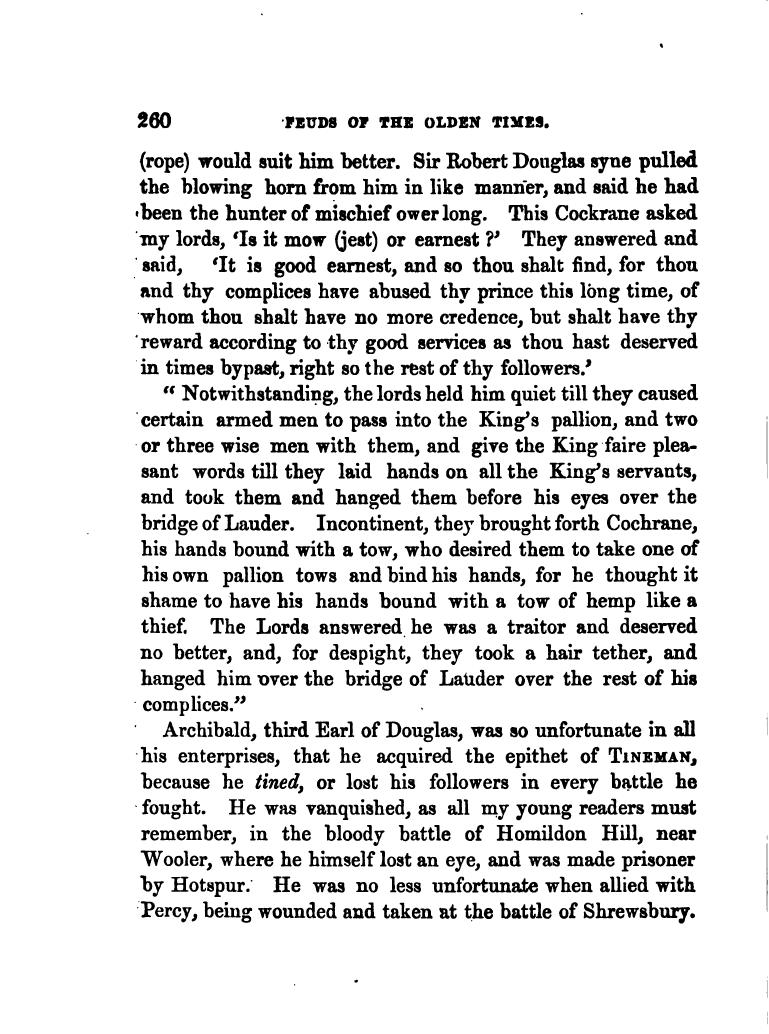 260 FEUDS OF THE OLDEN TIMES.
(rope) would suit him better. Sir Robert Douglas syne pulled
the blowing horn from him in like manner, and said he had
been the hunter of mischief ower long. This Cockrane asked
my lords, ‘Is it mow (jest) or earnest ?’ They answered and
said, ‘It is good earnest, and so thou shalt find, for thou
and thy complices have abused thy prince this long time, of
whom thou shalt have no more credence, but shalt have thy
reward according to thy good services as thou hast deserved
in times bypast, right so the rest of thy followers.’
“ Notwithstanding, the lords held him quiet till they caused
certain armed men to pass into the King’s pallion, and two
or three wise men with them, and give the King faire plea-
sant words till they laid hands on all the King’s servants,
and took them and hanged them before his eyes over the
bridge of Lauder. Incontinent, they brought forth Cochrane,
his hands bound with a tow, who desired them to take one of
his own pallion tows and bind his hands, for he thought it
shame to have his hands bound with a tow of hemp like a
thief. The Lords answered he was a traitor and deserved
no better, and, for despight, they took a hair tether, and
hanged him over the bridge of Lauder over the rest of his
complices.”
Archibald, third Earl of Douglas, was so unfortunate in all
his enterprises, that he acquired the epithet of TINEMAN,
because he tined, or lost his followers in every battle he
fought. He was vanquished, as all my young readers must
remember, in the bloody battle of Homildon Hill, near
Wooler, where he himself lost an eye, and was made prisoner
by Hotspur. He was no less unfortunate when allied with
Percy, being wounded and taken at the battle of Shrewsbury.